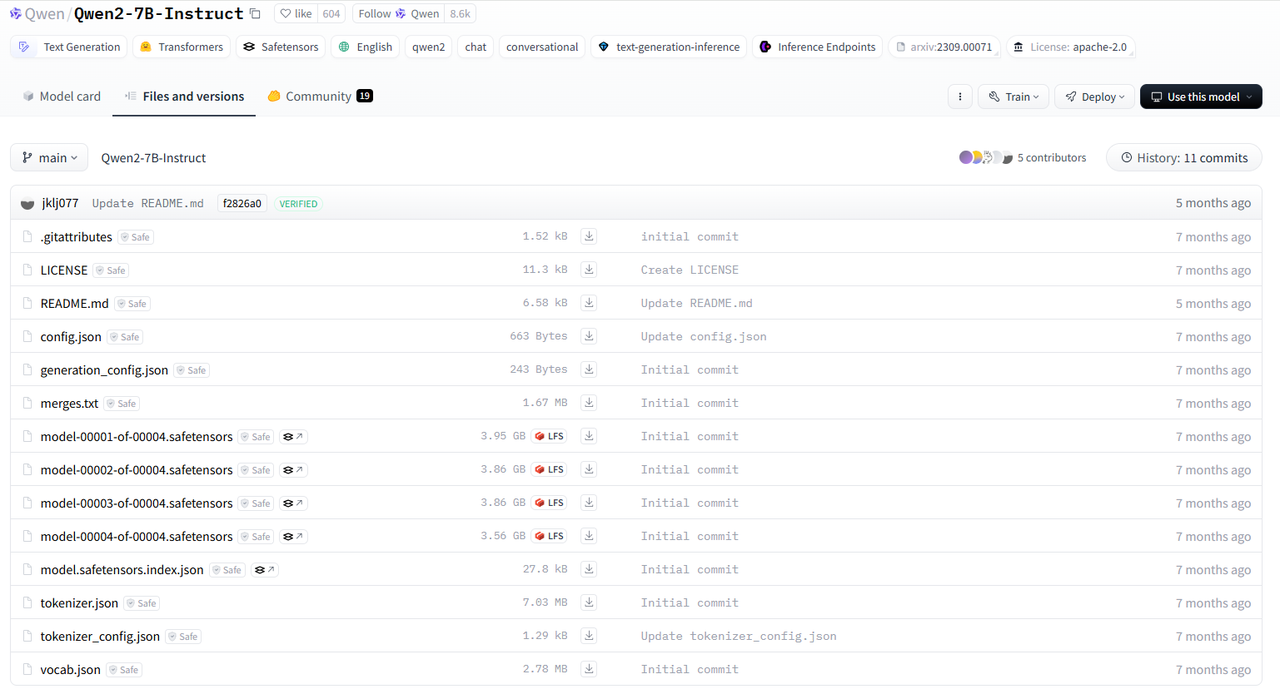 Qwen/Qwen2-7B-Instruct like 604 Follow Qwen 8.6k
Text Generation Transformers Safetensors English qwen2 chat conversational text-generation-inference Inference Endpoints arxiv:2309.00071 License: apache-2.0
Model card Files and versions Community 19 Train Deploy Use this model
main Qwen2-7B-Instruct 5 contributors History: 11 commits
jklj077 Update README.md f2826a0 VERIFIED 5 months ago
.gitattributes Safe 1.52 kB initial commit 7 months ago
LICENSE Safe 11.3 kB Create LICENSE 7 months ago
README.md Safe 6.58 kB Update README.md 5 months ago
config.json Safe 663 Bytes Update config.json 7 months ago
generation_config.json Safe 243 Bytes Initial commit 7 months ago
merges.txt Safe 1.67 MB Initial commit 7 months ago
model-00001-of-00004.safetensors Safe 3.95 GB LFS Initial commit 7 months ago
model-00002-of-00004.safetensors Safe 3.86 GB LFS Initial commit 7 months ago
model-00003-of-00004.safetensors Safe 3.86 GB LFS Initial commit 7 months ago
model-00004-of-00004.safetensors Safe 3.56 GB LFS Initial commit 7 months ago
model.safetensors.index.json Safe 27.8 kB Initial commit 7 months ago
tokenizer.json Safe 7.03 MB Initial commit 7 months ago
tokenizer_config.json Safe 1.29 kB Update tokenizer_config.json 7 months ago
vocab.json Safe 2.78 MB Initial commit 7 months ago